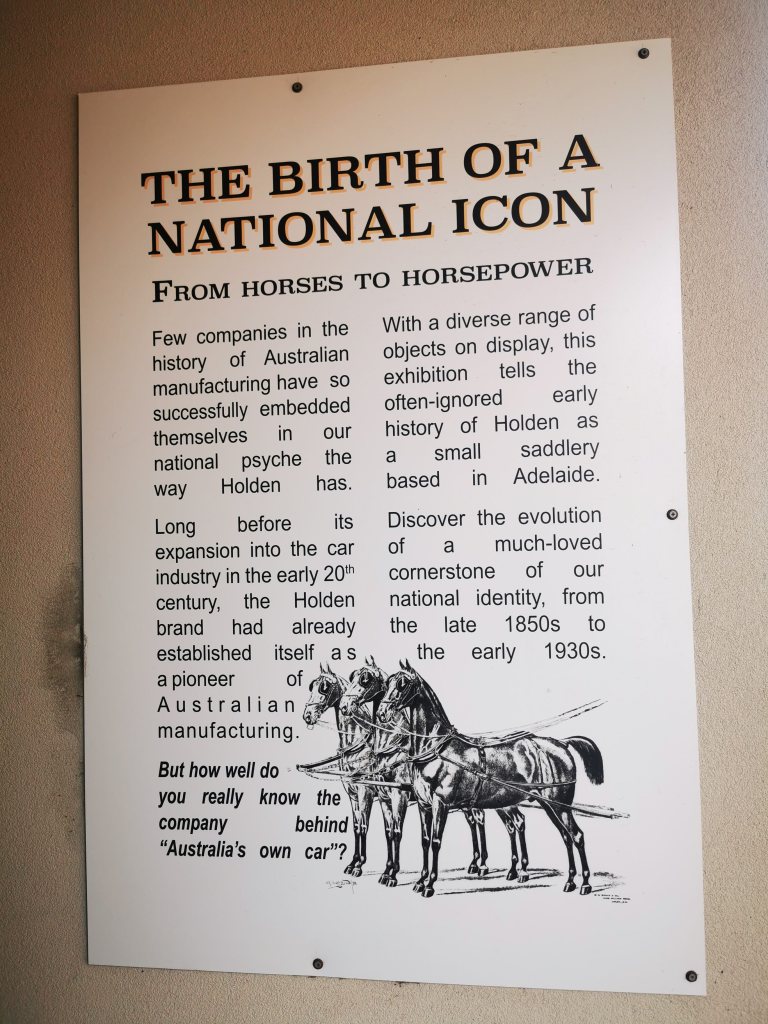 THE BIRTH OF A
NATIONAL ICON
FROM HORSES TO HORSEPOWER
Few companies in the
history of Australian
manufacturing have so
successfully embedded
themselves in our
national psyche the
way Holden has.
Long before its
expansion into the car
industry in the early 20th
century, the Holden
brand had already
established itself as
a pioneer of
Australian
manufacturing.
But how well do
you really know the
company behind
“Australia’s own car”?
With a diverse range of
objects on display, this
exhibition tells the
often-ignored early
history of Holden as
a small saddlery
based in Adelaide.
Discover the evolution
of a much-loved
cornerstone of our
national identity, from
the late 1850s to
the early 1930s.